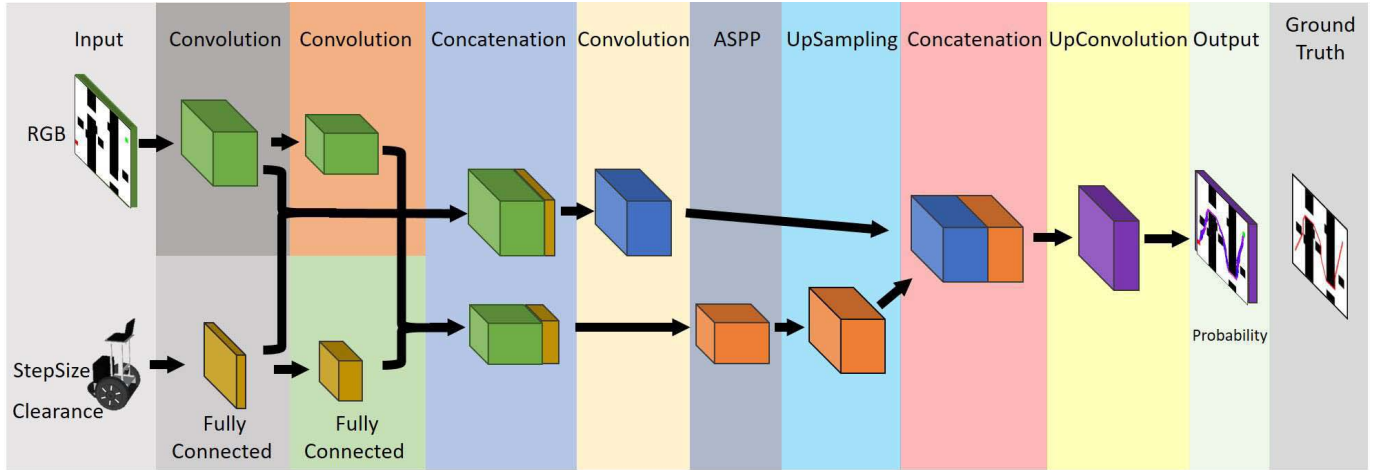 Input
Convolution
Convolution
Concatenation
Convolution
ASPP
UpSampling
Concatenation
UpConvolution
Output
Ground
Truth
RGB
StepSize
Clearance
Fully
Connected
Fully
Connected
Probability